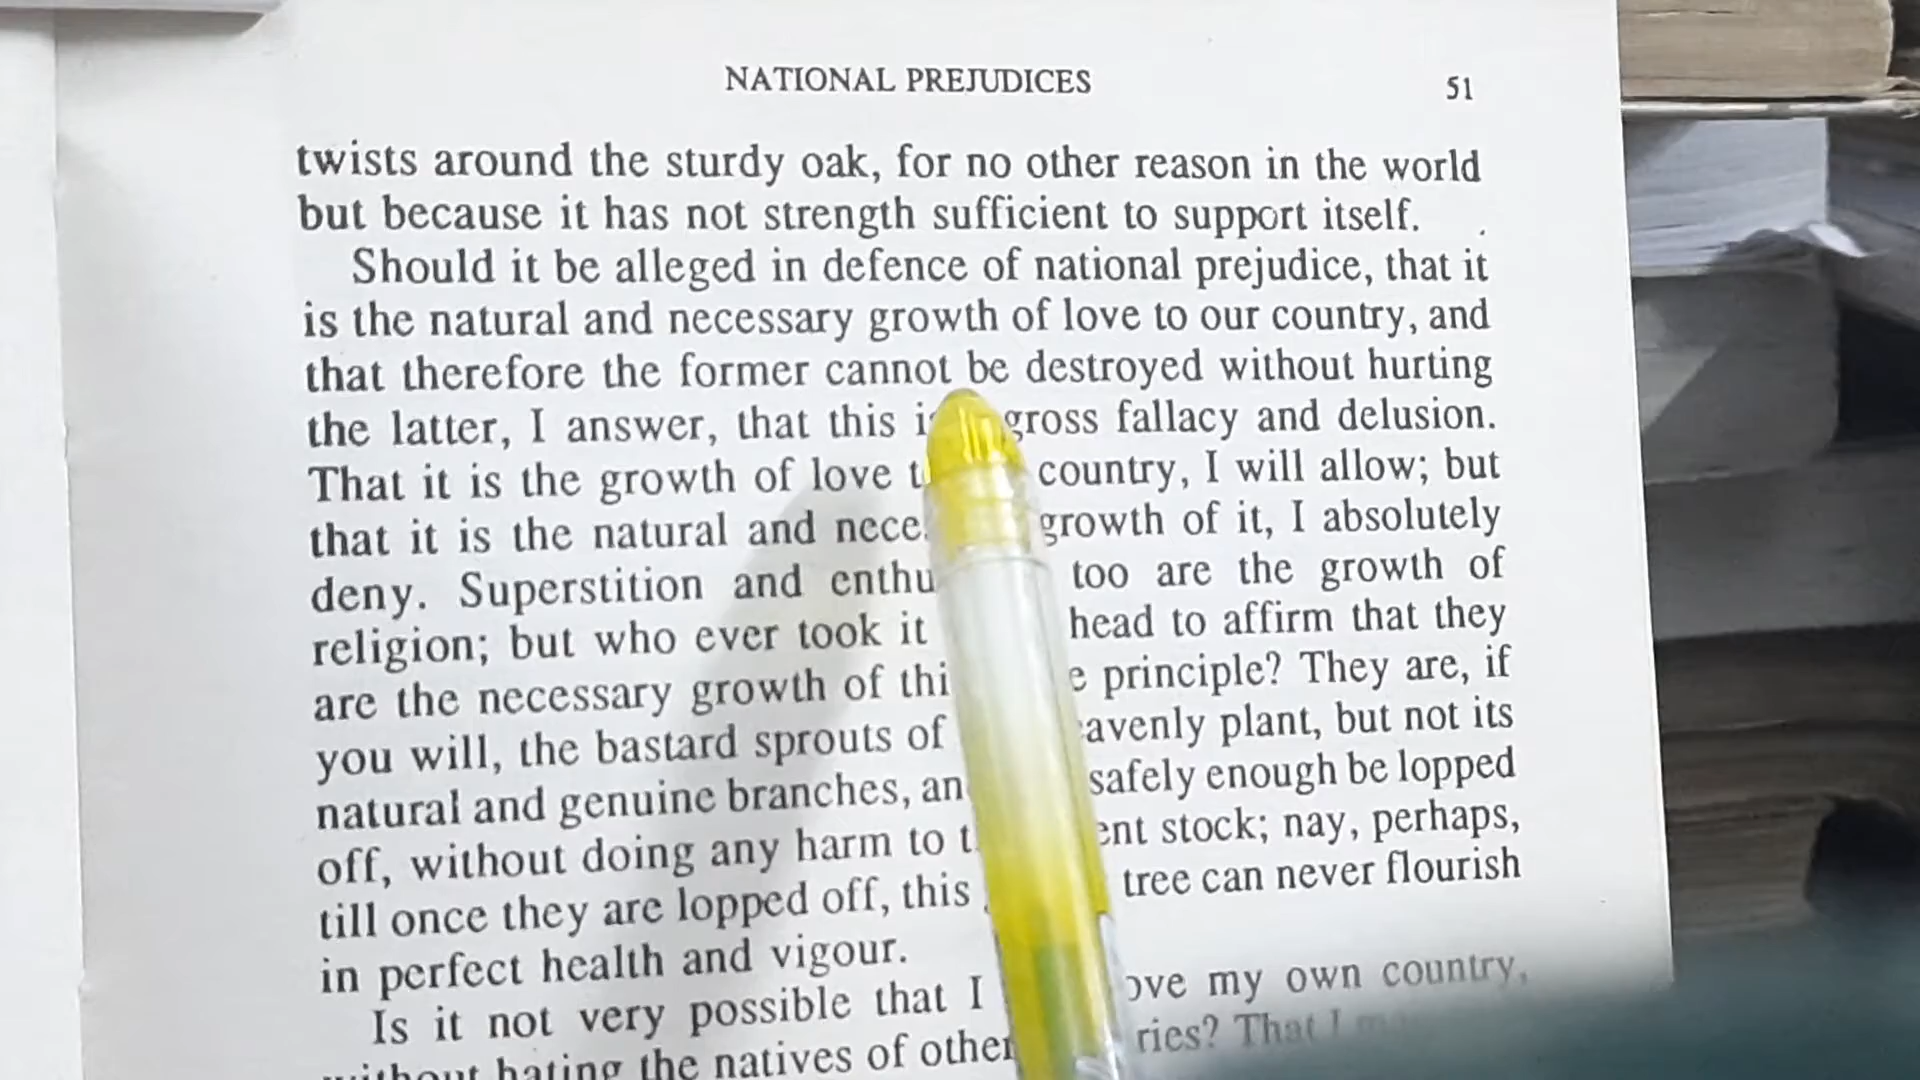 NATIONAL PREJUDICES
51
twists around the sturdy oak, for no other reason in the world
but because it has not strength sufficient to support itself.
Should it be alleged in defence of national prejudice, that it
is the natural and necessary growth of love to our country, and
that therefore the former cannot be destroyed without hurting
the latter, I answer, that this gross fallacy and delusion.
That it is the growth of love country, I will allow; but
that it is the natural and growth of it, I absolutely
deny. Superstition and too are the growth of
religion; but who ever took it head to affirm that they
are the necessary growth of principle? They are, if
you will, the bastard sprouts of plant, but not its
natural and genuine branches, safely enough be lopped
off, without doing any harm to stock; nay, perhaps,
till once they are lopped off, this tree can never flourish
in perfect health and vigour.
Is it not very possible that I my own country,
without hating the natives of other That I